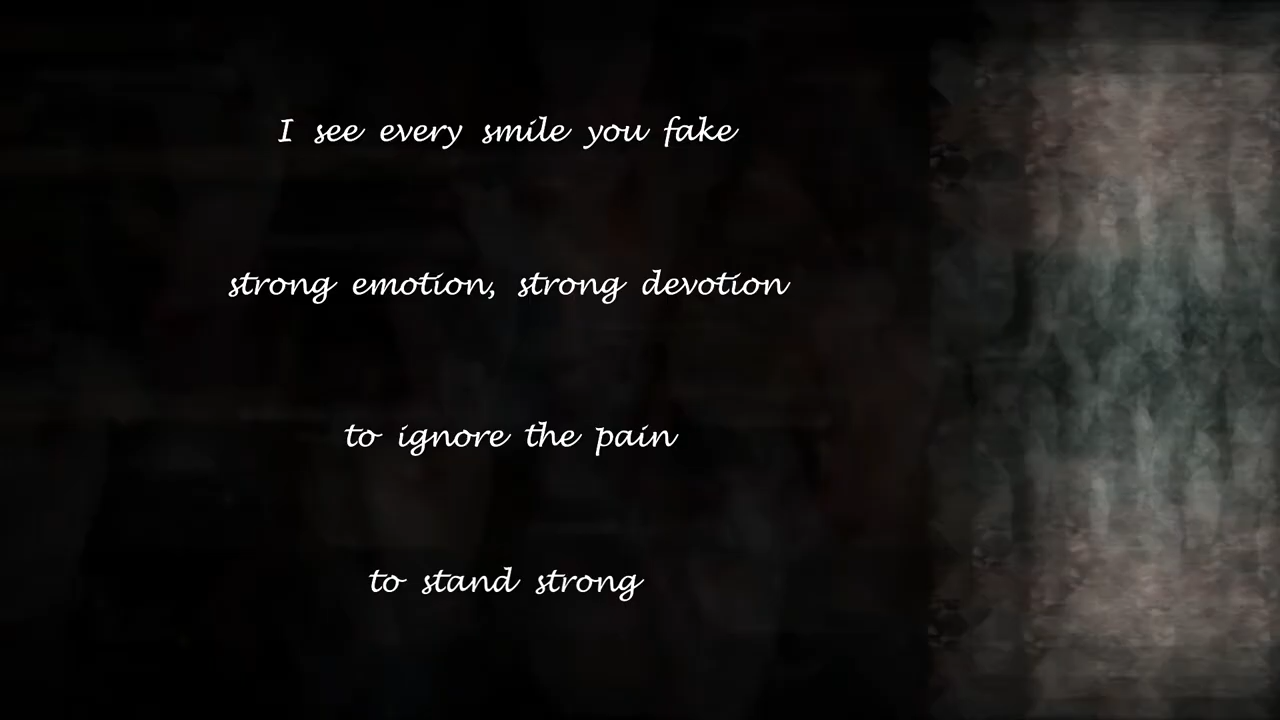 I see every smile you fake
strong emotion, strong devotion
to ignore the pain
to stand strong